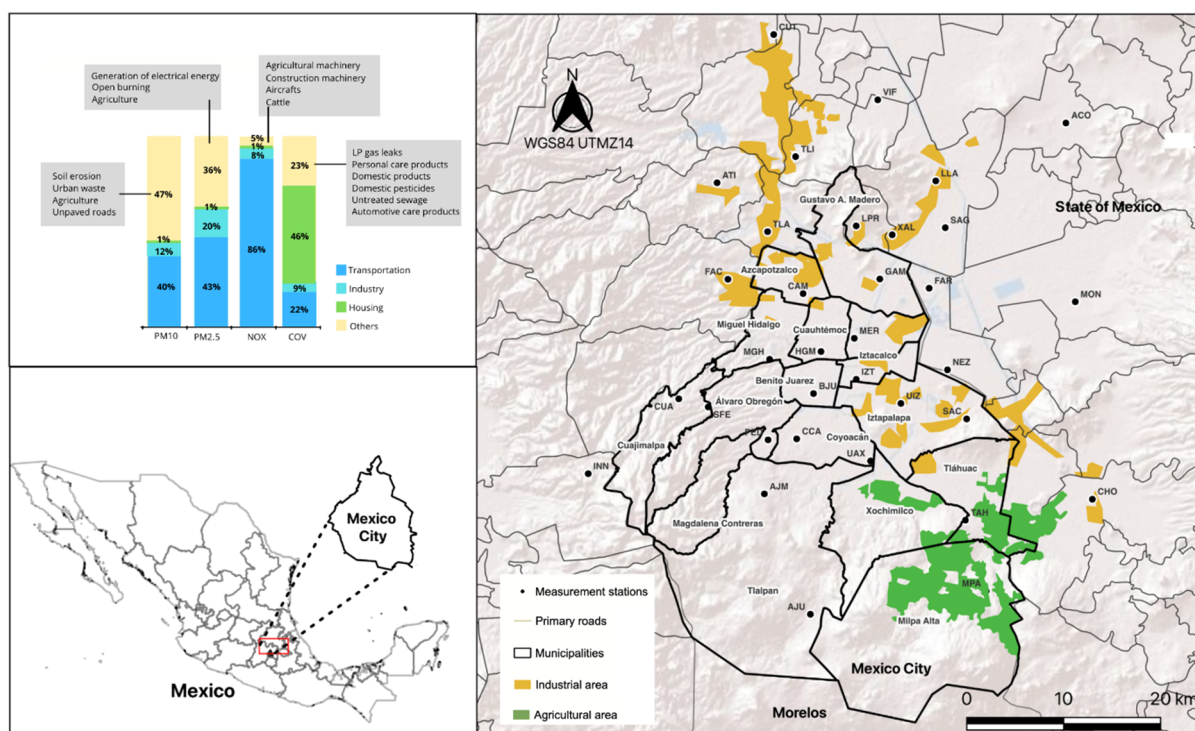 Generation of electrical energy
Open burning
Agriculture
Agricultural machinery
Construction machinery
Aircrafts
Cattle
Soil erosion
Urban waste
Agriculture
Unpaved roads
LP gas leaks
Personal care products
Domestic products
Domestic pesticides
Untreated sewage
Automotive care products
47%
1%
12%
40%
36%
1%
20%
43%
5%
1%
8%
86%
23%
46%
9%
22%
PM10
PM2.5
NOX
COV
Transportation
Industry
Housing
Others
Mexico
City
Mexico
N
WGS84 UTMZ14
CUT
VIF
ACO
TLI
ATI
LLA
Gustavo A. Madero
State of Mexico
TLA
LPR
XAL
SAG
FAC
Azcapotzalco
CAM
GAM
FAR
MON
Miguel Hidalgo
Cuauhtémoc
MER
Iztacalco
MGH
HGM
NEZ
Benito Juarez
BJU
IZT
CUA
SFE
Álvaro Obregón
UIZ
Iztapalapa
SAC
Cuajimalpa
PED
CCA
Coyoacán
UAX
Tláhuac
INN
AJM
CHO
Xochimilco
TAH
Magdalena Contreras
MPA
Tlalpan
AJU
Milpa Alta
Mexico City
Morelos
Measurement stations
Primary roads
Municipalities
Industrial area
Agricultural area
0 10 20 km